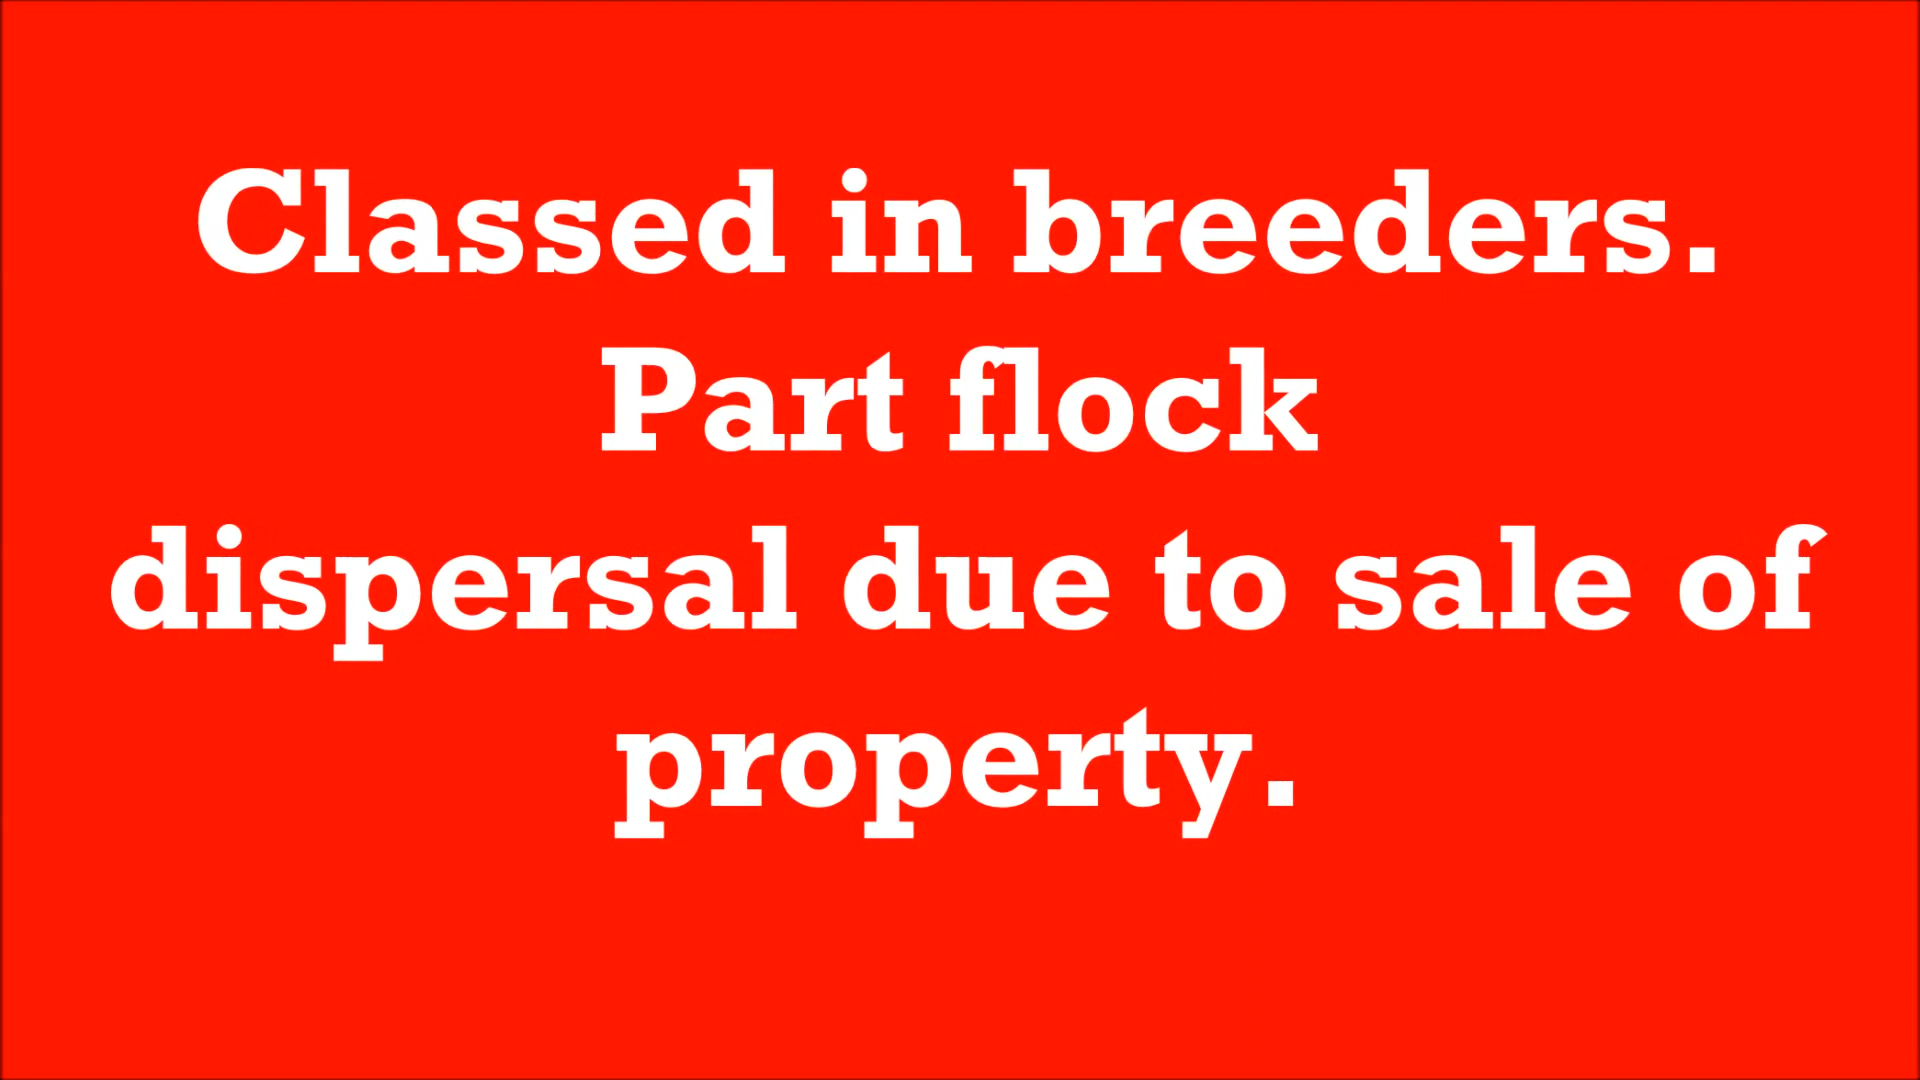 Classed in breeders.
Part flock
dispersal due to sale of
property.